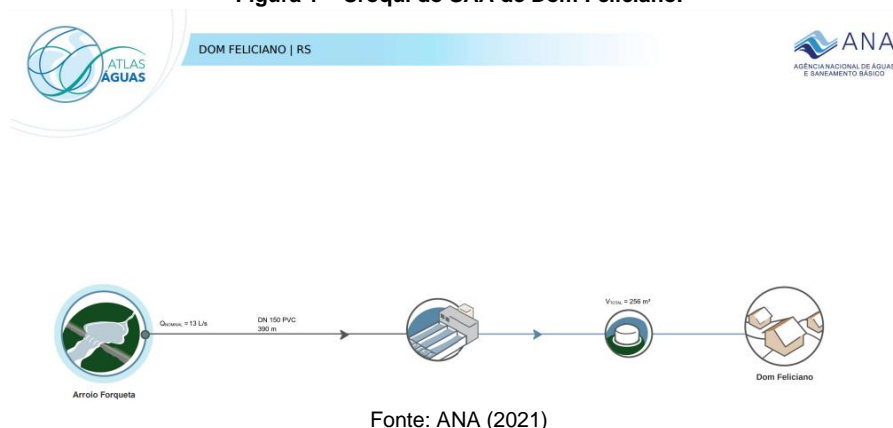 Figura 1 – Croqui do SAA de Dom Feliciano.
ATLAS
ÁGUAS
DOM FELICIANO | RS
ANA
AGÊNCIA NACIONAL DE ÁGUAS
E SANEAMENTO BÁSICO
QNOMINAL = 13 L/s
DN 150 PVC
390 m
VTOTAL = 256 m³
Arroio Forqueta
Dom Feliciano
Fonte: ANA (2021)